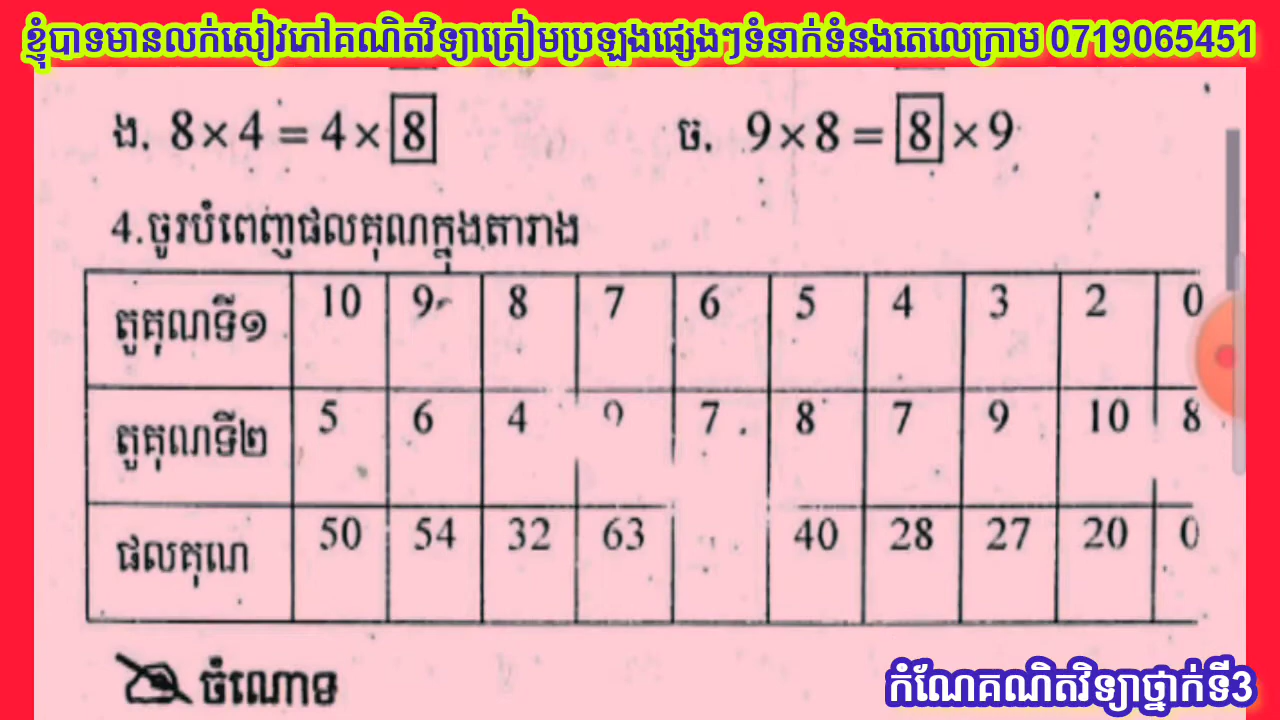 ខ្ញុំបាទមានលក់សៀវភៅគណិតវិទ្យាត្រៀមប្រឡងផ្សេងៗទំនាក់ទំនងតេលេក្រាម 0719065451
ង. 8 × 4 = 4 × 8
ច. 9 × 8 = 8 × 9
4.ចូរបំពេញផលគុណក្នុងតារាង
តួគុណទី១ 10 9 8 7 6 5 4 3 2 0
តួគុណទី២ 5 6 4 7 8 7 9 10 8
ផលគុណ 50 54 32 63 40 28 27 20 0
ចំណោទ
កំណែគណិតវិទ្យាថ្នាក់ទី3